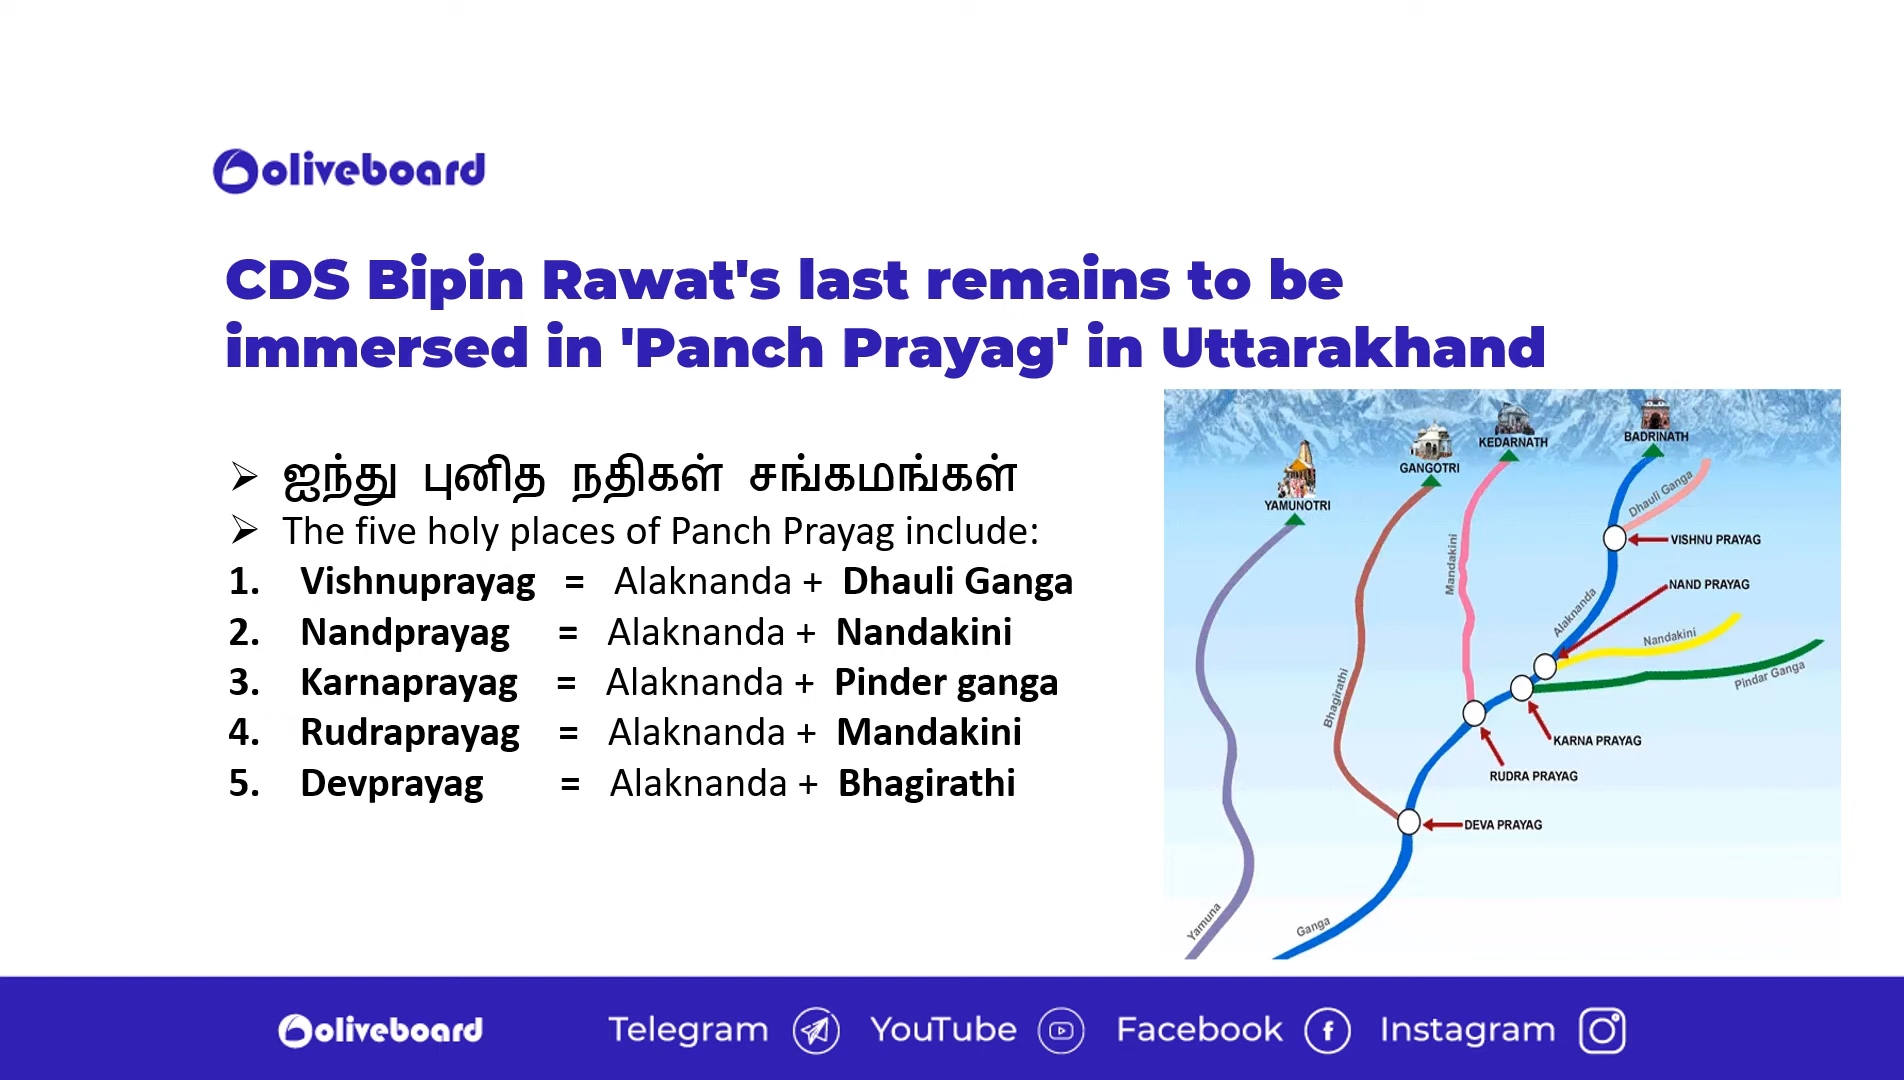 oliveboard
CDS Bipin Rawat's last remains to be
immersed in 'Panch Prayag' in Uttarakhand
➢ ஐந்து புனித நதிகள் சங்கமங்கள்
➢ The five holy places of Panch Prayag include:
1. Vishnuprayag = Alaknanda + Dhauli Ganga
2. Nandprayag = Alaknanda + Nandakini
3. Karnaprayag = Alaknanda + Pinder ganga
4. Rudraprayag = Alaknanda + Mandakini
5. Devprayag = Alaknanda + Bhagirathi
YAMUNOTRI
GANGOTRI
KEDARNATH
BADRINATH
Dhauli Ganga
VISHNU PRAYAG
Mandakini
NAND PRAYAG
Alaknanda
Nandakini
Pindar Ganga
Bhagirathi
KARNA PRAYAG
RUDRA PRAYAG
DEVA PRAYAG
Yamuna
Ganga
oliveboard Telegram YouTube Facebook Instagram